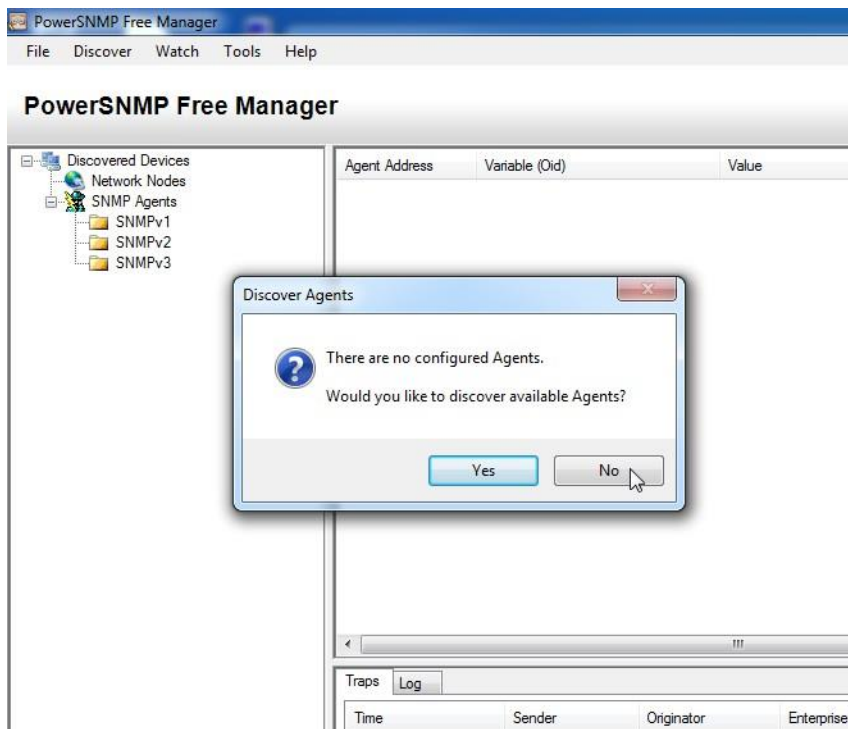 PowerSNMP Free Manager
File Discover Watch Tools Help
PowerSNMP Free Manager
Discovered Devices
Network Nodes
SNMP Agents
SNMPv1
SNMPv2
SNMPv3
Agent Address Variable (Oid) Value
Discover Agents
There are no configured Agents.
Would you like to discover available Agents?
Yes No
Traps Log
Time Sender Originator Enterprise